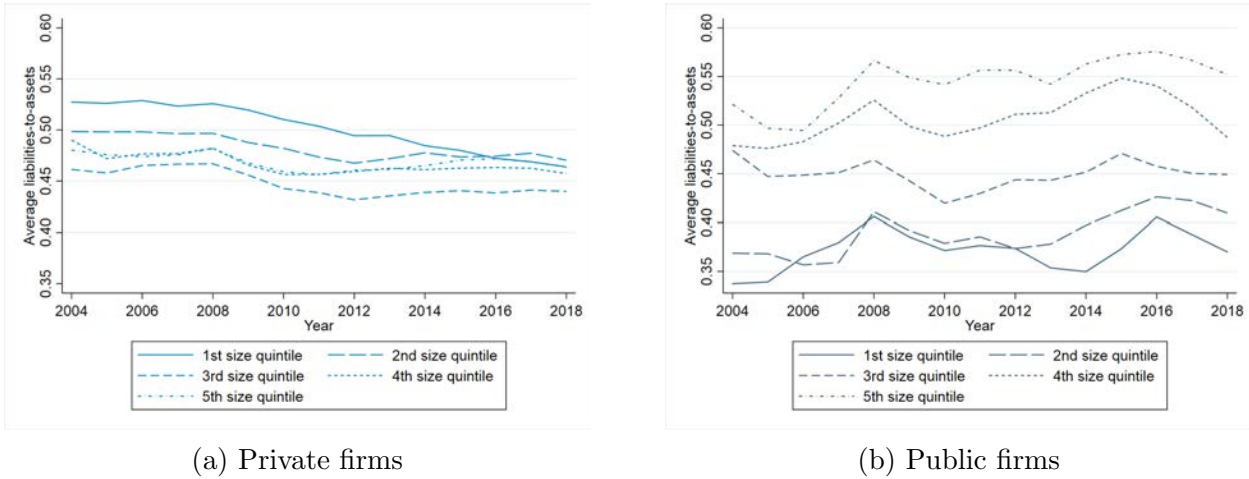 Average liabilities-to-assets
0.60
0.55
0.50
0.45
0.40
0.35
2004 2006 2008 2010 2012 2014 2016 2018
Year
1st size quintile 2nd size quintile
3rd size quintile 4th size quintile
5th size quintile
(a) Private firms
Average liabilities-to-assets
0.60
0.55
0.50
0.45
0.40
0.35
2004 2006 2008 2010 2012 2014 2016 2018
Year
1st size quintile 2nd size quintile
3rd size quintile 4th size quintile
5th size quintile
(b) Public firms